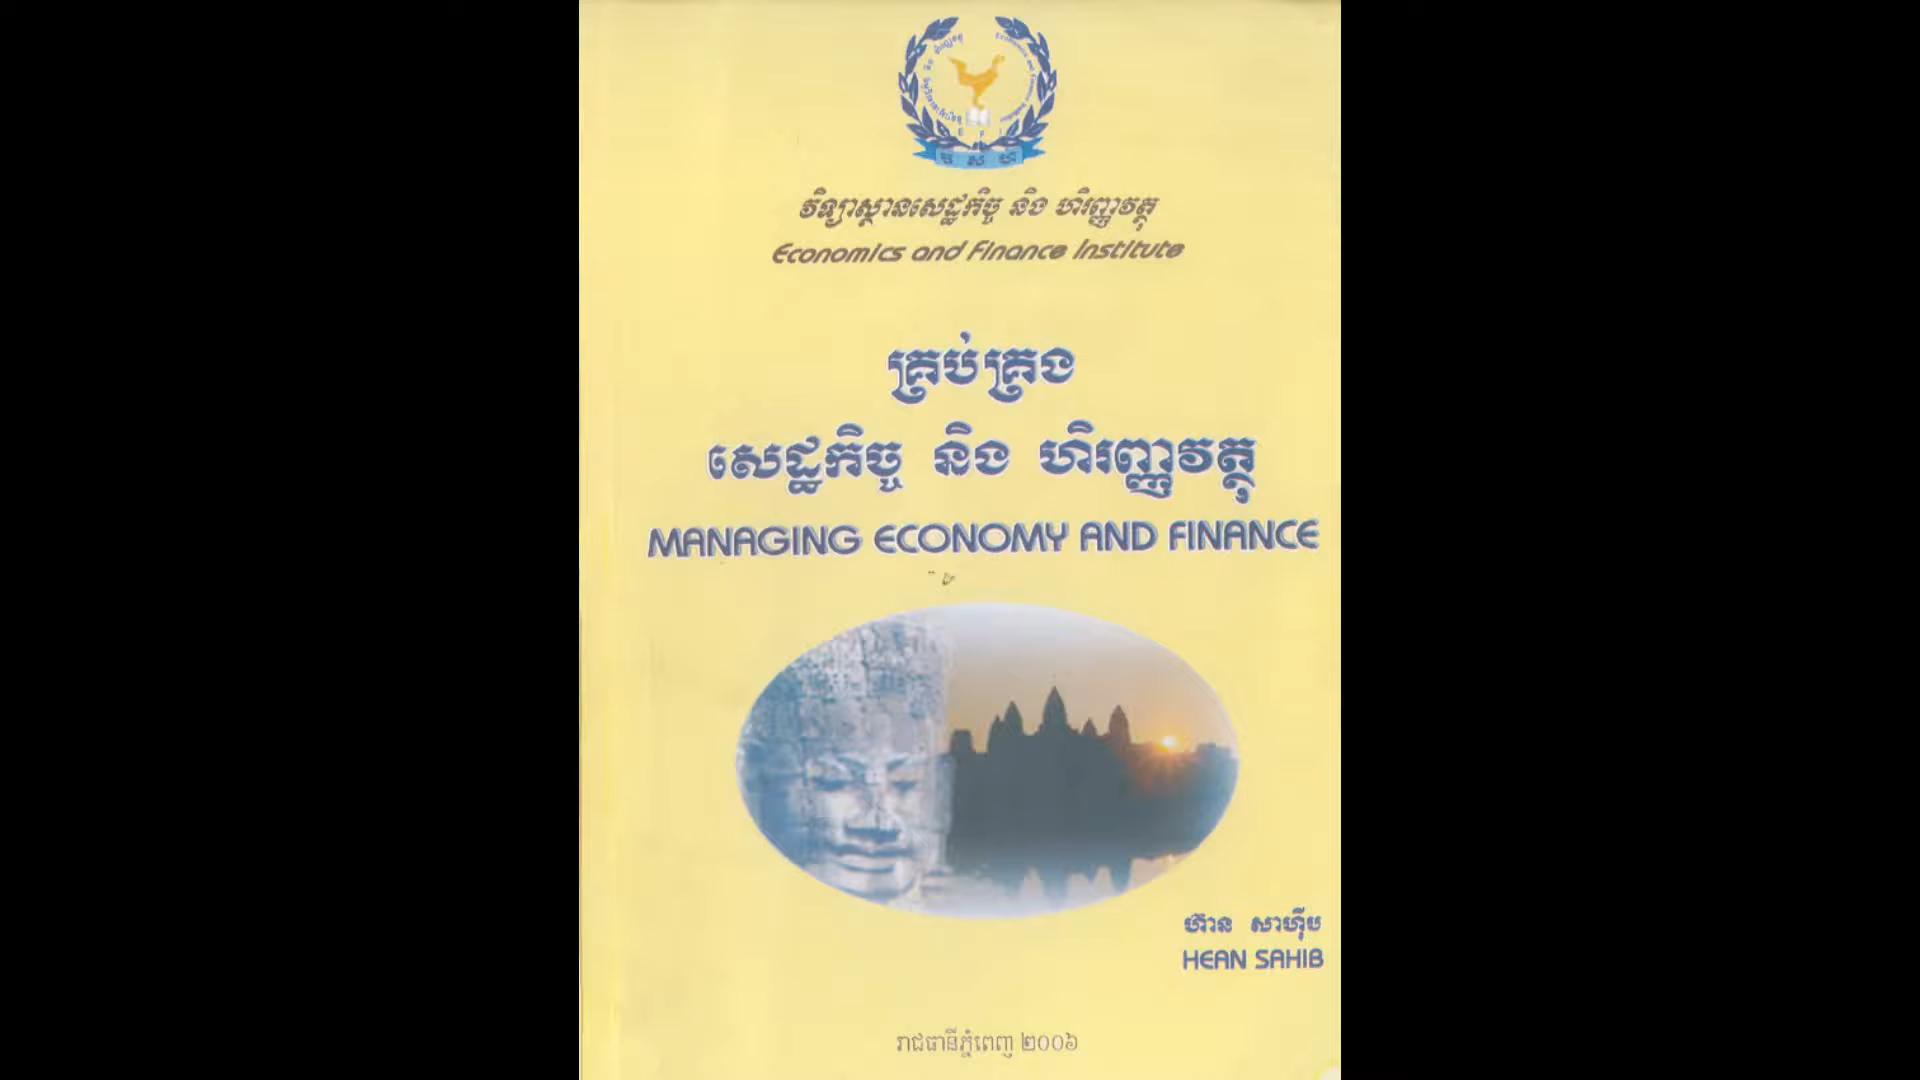 វ ស ហ
វិទ្យាស្ថានសេដ្ឋកិច្ច និង ហិរញ្ញវត្ថុ
Economics and Finance Institute
គ្រប់គ្រង
សេដ្ឋកិច្ច និង ហិរញ្ញវត្ថុ
MANAGING ECONOMY AND FINANCE
ហ៊ាន សាហ៊ីប
HEAN SAHIB
រាជធានីភ្នំពេញ ២០០៦